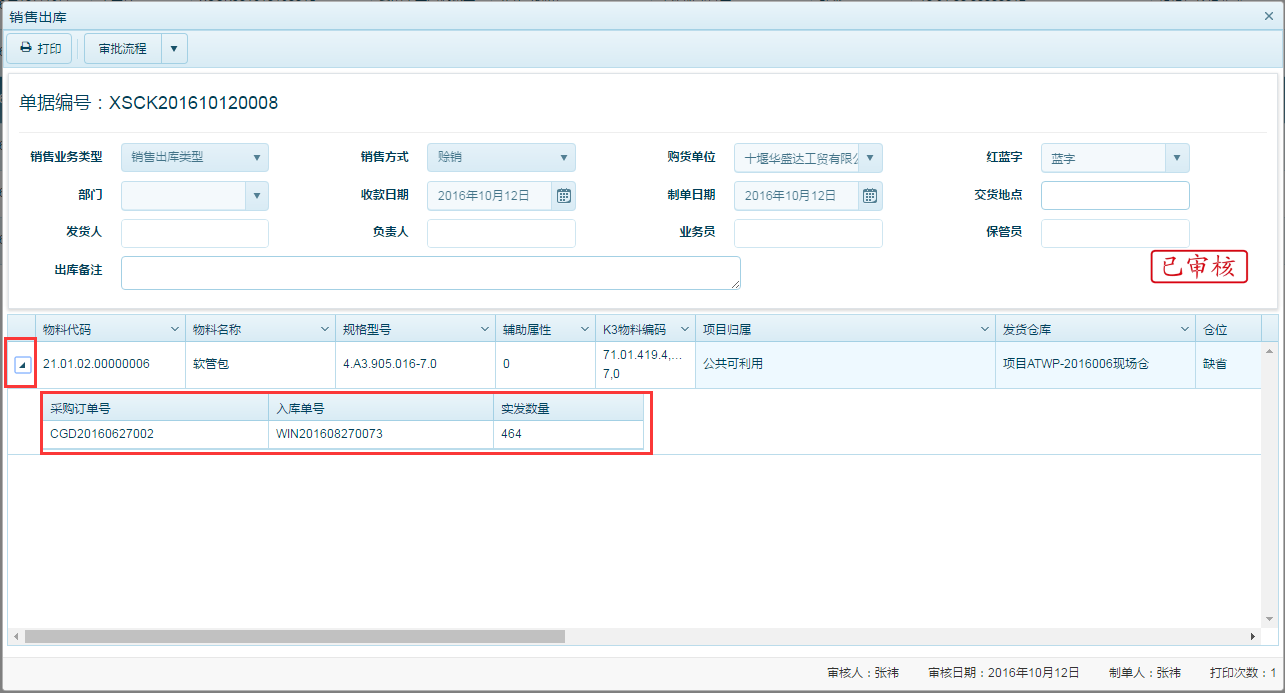 销售出库
打印 审批流程
单据编号：XSCK201610120008
销售业务类型 销售出库类型 销售方式 赊销 购货单位 十堰华盛达工贸有限公 红蓝字 蓝字
部门 收款日期 2016年10月12日 制单日期 2016年10月12日 交货地点
发货人 负责人 业务员 保管员
出库备注
已审核
物料代码 物料名称 规格型号 辅助属性 K3物料编码 项目归属 发货仓库 仓位
21.01.02.00000006 软管包 4.A3.905.016-7.0 0 71.01.419.4,... 公共可利用 项目ATWP-2016006现场仓 缺省
7,0
采购订单号 入库单号 实发数量
CGD20160627002 WIN201608270073 464
审核人：张祎 审核日期：2016年10月12日 制单人：张祎 打印次数：1